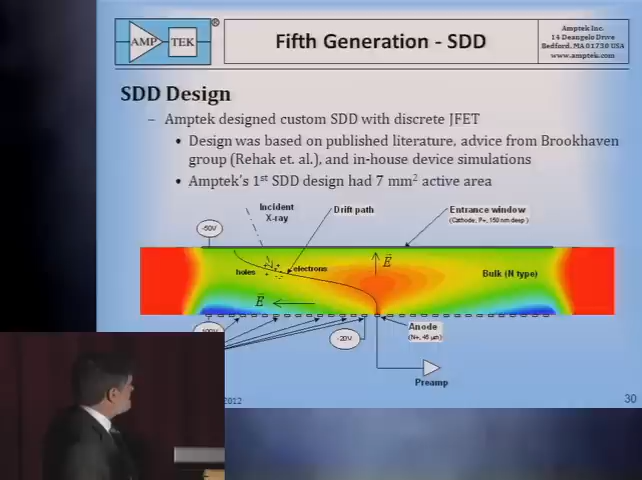 AMP TEK
®
Fifth Generation - SDD
Amptek Inc.
14 Deangelo Drive
Bedford, MA 01730 USA
www.amptek.com
SDD Design
– Amptek designed custom SDD with discrete JFET
• Design was based on published literature, advice from Brookhaven
group (Rehak et. al.), and in-house device simulations
• Amptek's 1st SDD design had 7 mm² active area
Incident
X-ray
Drift path
Entrance window
(Cathode, P+, 150 nm deep)
-50V
holes
electrons
E
Bulk (N type)
E
-20V
Anode
Preamp
2012
30